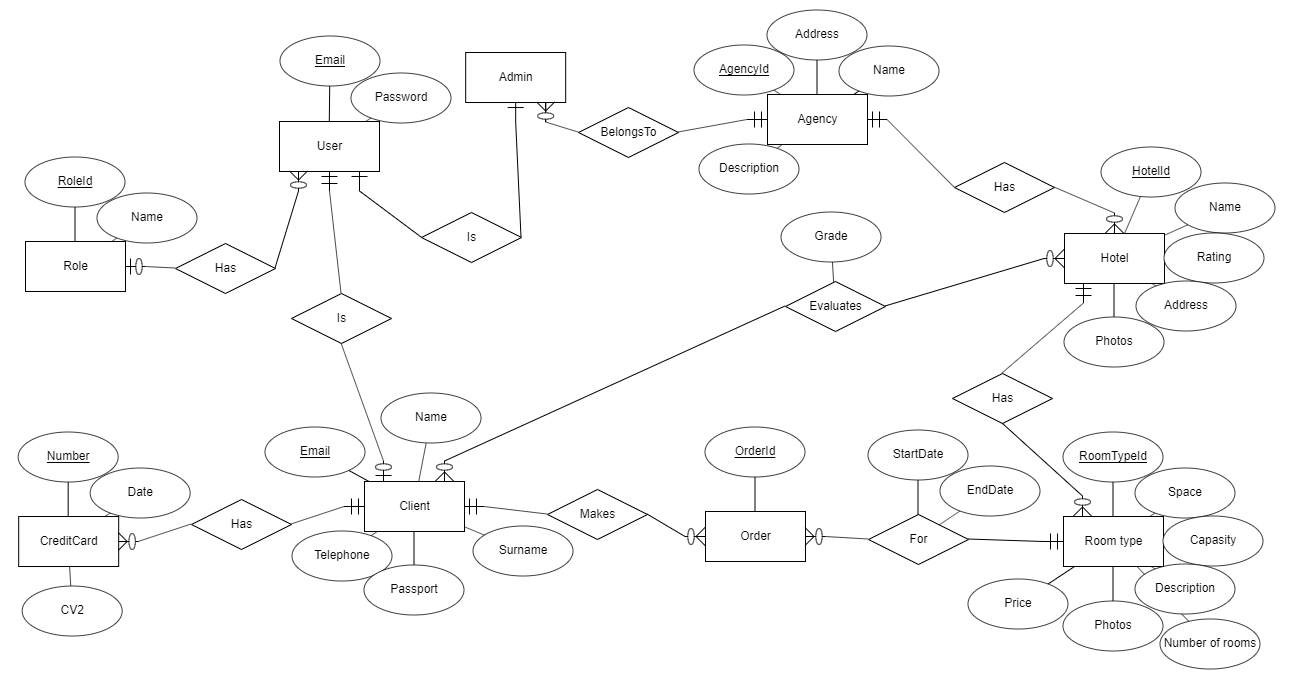 Address
Email
Admin
AgencyId
Name
Password
BelongsTo
Agency
User
Description
RoleId
HotelId
Has
Name
Name
Grade
Is
Role
Has
Hotel
Rating
Evaluates
Address
Is
Photos
Has
Name
Email
OrderId
StartDate
RoomTypeId
Number
Date
EndDate
Space
Client
Has
Makes
CreditCard
Order
For
Room type
Capasity
Telephone
Surname
Passport
Description
Price
CV2
Photos
Number of rooms